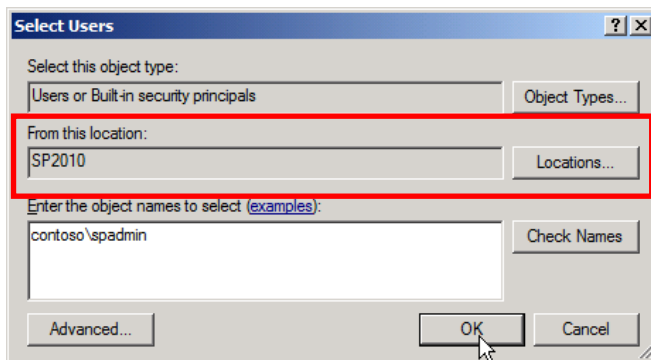 Select Users
Select this object type:
Users or Built-in security principals
Object Types...
From this location:
SP2010
Locations...
Enter the object names to select (examples):
contoso\spadmin
Check Names
Advanced...
OK
Cancel